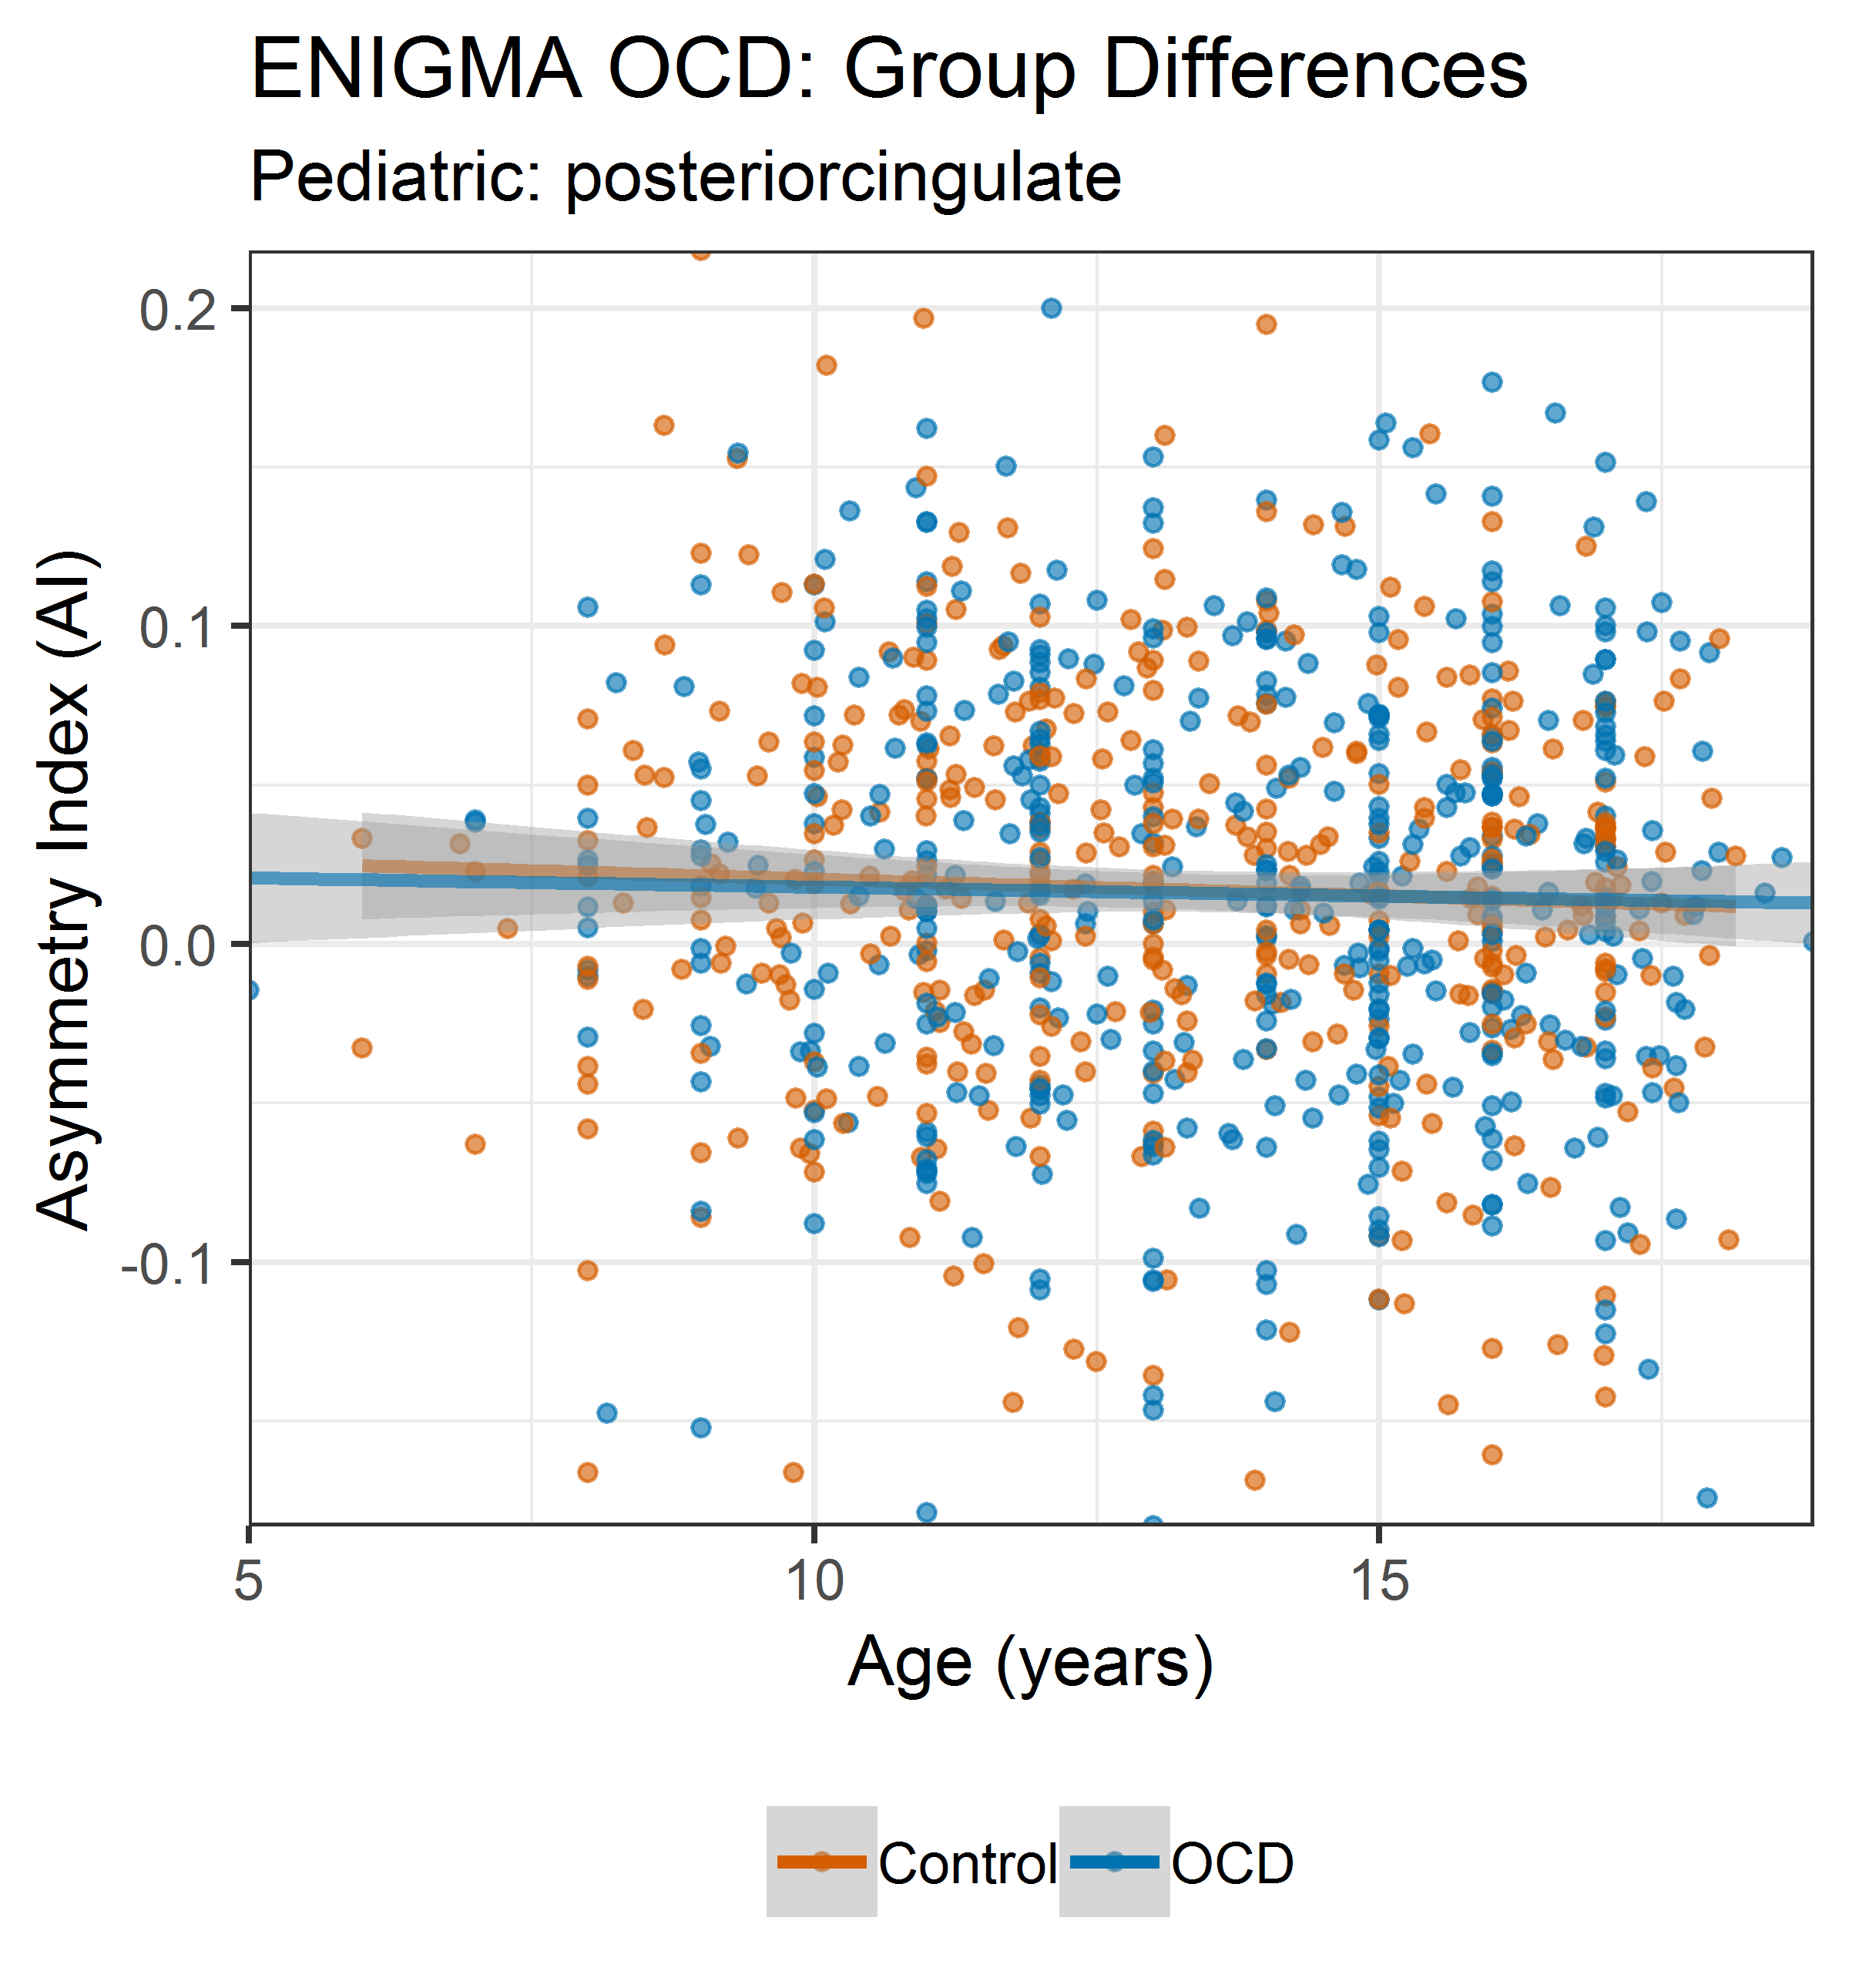 ENIGMA OCD: Group Differences
Pediatric: posteriorcingulate
Asymmetry Index (AI)
0.2
0.1
0.0
-0.1
5 10 15
Age (years)
Control OCD